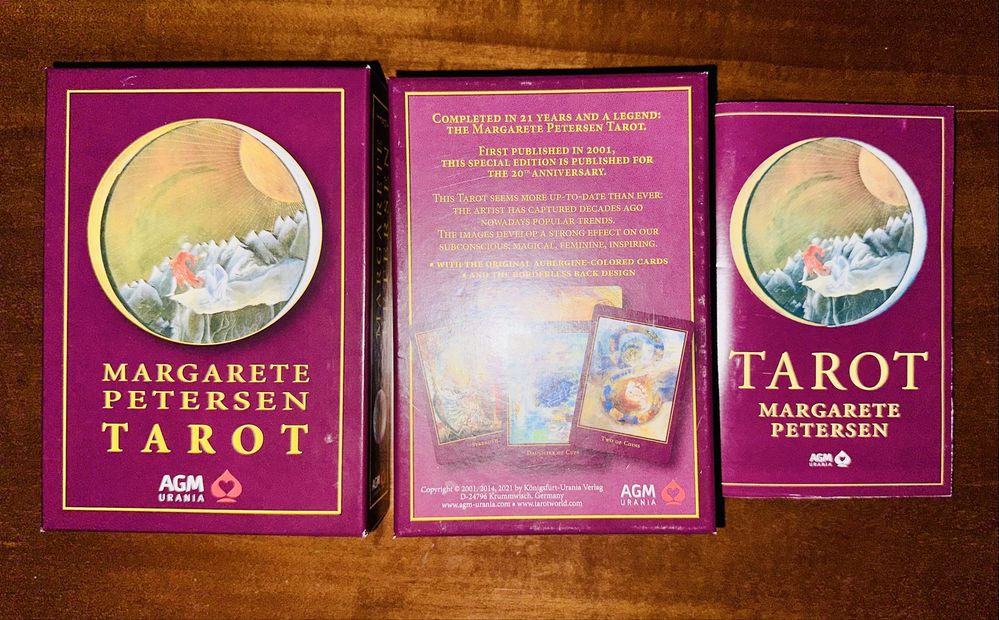 MARGARETE
PETERSEN
TAROT
AGM
URANIA
MARGARETE
PETERSEN
AGM
COMPLETED IN 21 YEARS AND A LEGEND:
THE MARGARETE PETERSEN TAROT.
FIRST PUBLISHED IN 2001,
THIS SPECIAL EDITION IS PUBLISHED FOR
THE 20TH ANNIVERSARY.
THIS TAROT SEEMS MORE UP-TO-DATE THAN EVER:
THE ARTIST HAS CAPTURED DECADES AGO
NOWADAYS POPULAR TRENDS.
THE IMAGES DEVELOP A STRONG EFFECT ON OUR
SUBCONSCIOUS: MAGICAL, FEMININE, INSPIRING.
• WITH THE ORIGINAL AUBERGINE-COLORED CARDS
• AND THE BORDERLESS BACK DESIGN
STRENGTH
DAUGHTER OF CUPS
TWO OF COINS
Copyright © 2001, 2014, 2021 by Königsfurt-Urania Verlag
D-24796 Krummwisch, Germany
www.agm-urania.com • www.tarotworld.com
AGM
URANIA
TAROT
MARGARETE
PETERSEN
AGM
URANIA